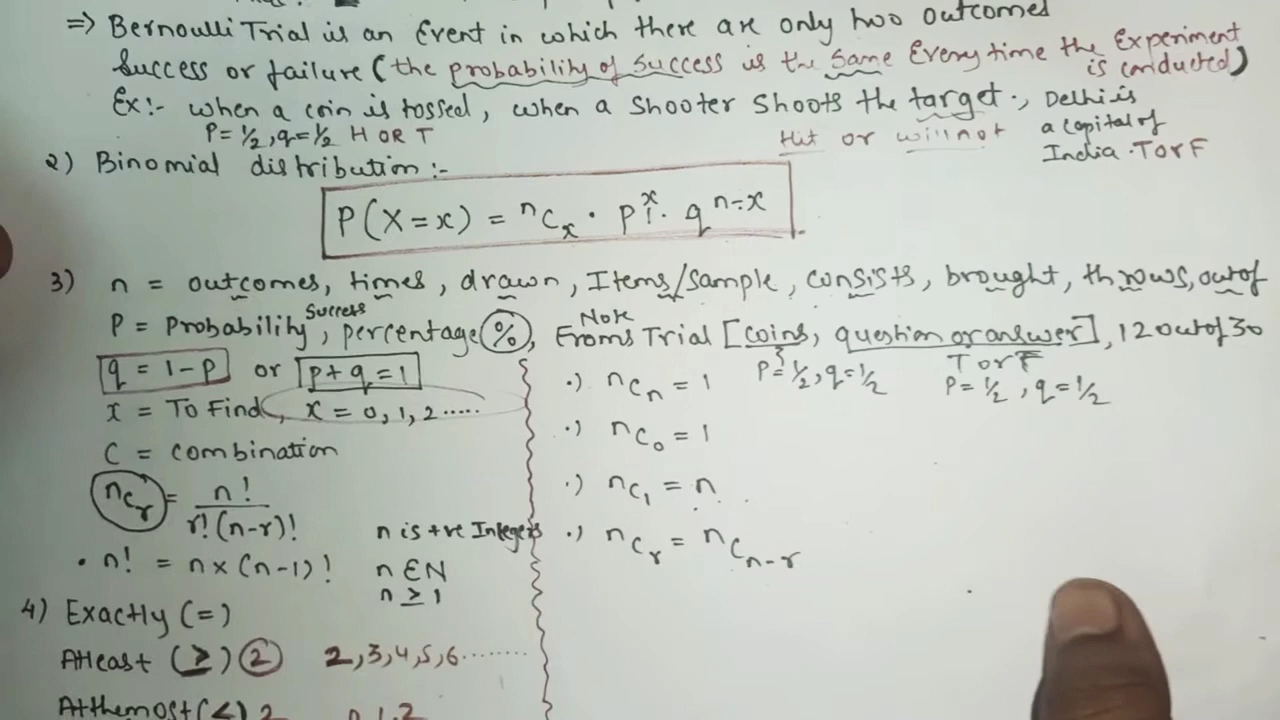 ⇒ Bernoulli Trial is an Event in which there are only two outcomes
Success or failure (the probability of success is the same Every time the Experiment is conducted)
Ex:- when a coin is tossed, when a shooter shoots the target., Delhi is a capital of India. T or F
P = 1/2, q = 1/2 H OR T
Hit or will not
2) Binomial distribution:-
P(X=x) = ⁿCₓ · pˣ · qⁿ⁻ˣ
3) n = outcomes, times, drawn, Items/sample, consists, brought, throws, out of
P = Probability, percentage (%), Froms Trial [coins, question or answer], 12 out of 30
Success
Note
q = 1-p or p+q = 1
x = To Find, x = 0, 1, 2 .....
C = combination
nCr = n! / r!(n-r)!
n is +ve Integers
• n! = n×(n-1)!
n ∈ N
n ≥ 1
.) nCn = 1
P = 1/2, q = 1/2
T or F
P = 1/2, q = 1/2
.) nC0 = 1
.) nC1 = n
.) nCr = nCn-r
4) Exactly (=)
Atleast (≥) 2 2,3,4,5,6.......
Atthemost (≤) 2